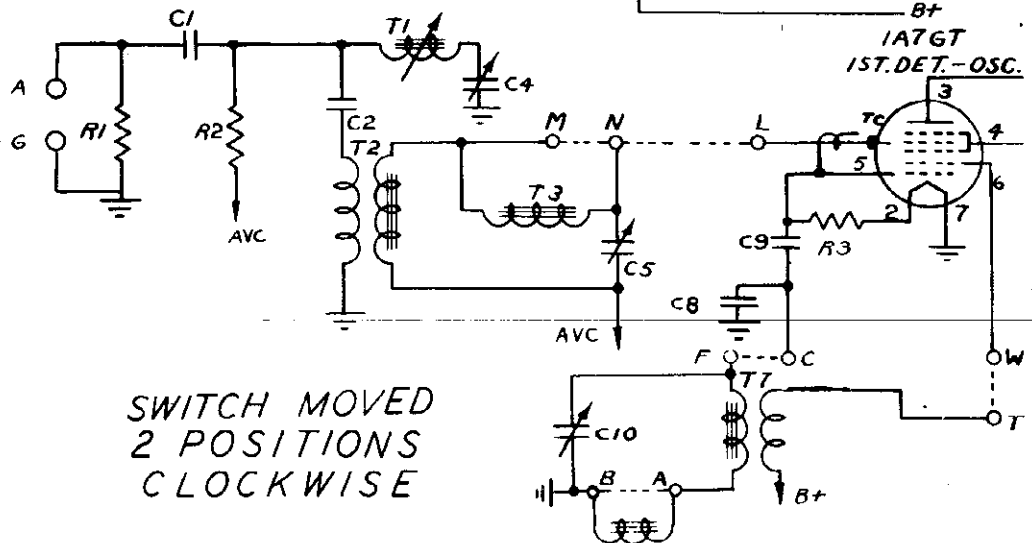 B+
1A7GT
1ST. DET.-OSC.
3
C1
T1
A
C4
TC
4
G
R1
R2
C2
M
N
L
5
6
T2
T3
2
7
AVC
C9
R3
C5
C8
AVC
F
C
W
T7
T
SWITCH MOVED
2 POSITIONS
CLOCKWISE
C10
B
A
B+